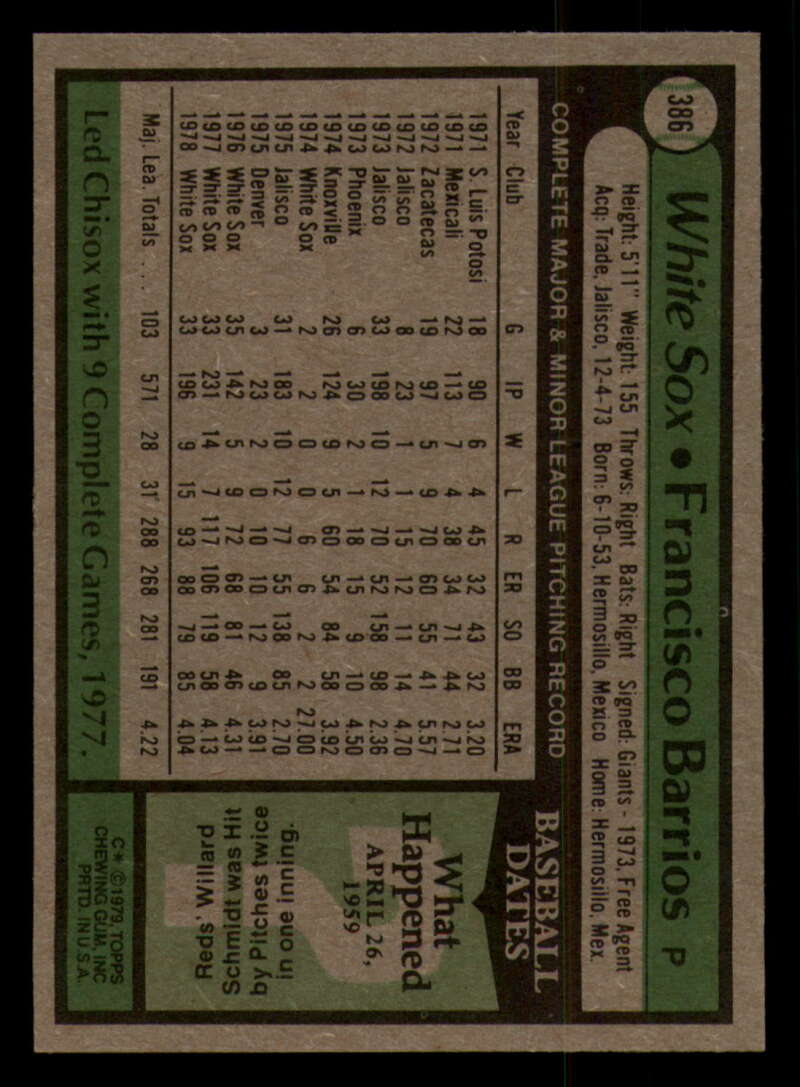 386
White Sox • Francisco Barrios P
Height: 5'11" Weight: 155 Throws: Right Bats: Right Signed: Giants - 1973, Free Agent
Acq: Trade, Jalisco, 12-4-73 Born: 6-10-53, Hermosillo, Mexico Home: Hermosillo, Mex.
COMPLETE MAJOR & MINOR LEAGUE PITCHING RECORD
Year Club G IP W L R ER SO BB ERA
1971 S. Luis Potosi 18 90 6 4 45 32 43 32 3.20
1971 Mexicali 22 113 7 4 38 34 71 44 2.71
1972 Zacatecas 19 97 5 9 70 60 55 41 5.57
1972 Jalisco 8 23 1 1 15 12 11 14 4.70
1973 Jalisco 33 198 10 12 70 52 158 98 2.36
1973 Phoenix 6 30 2 1 18 15 9 10 4.50
1974 Knoxville 26 124 9 5 60 54 84 58 3.92
1974 White Sox 2 2 0 0 6 6 2 2 27.00
1975 Jalisco 31 183 10 12 77 55 138 85 2.70
1975 Denver 3 23 2 0 10 10 12 9 3.91
1976 White Sox 35 142 5 9 72 68 81 46 4.31
1977 White Sox 33 231 14 7 117 106 119 58 4.13
1978 White Sox 33 196 9 15 93 88 79 85 4.04
Maj. Lea. Totals . . . 103 571 28 31 288 268 281 191 4.22
Led Chisox with 9 Complete Games, 1977.
BASEBALL
DATES
What
Happened
APRIL 26,
1959
Reds' Willard
Schmidt was Hit
by Pitches twice
in one inning.
C* ©1979 TOPPS
CHEWING GUM, INC
PRTD. IN U.S.A.